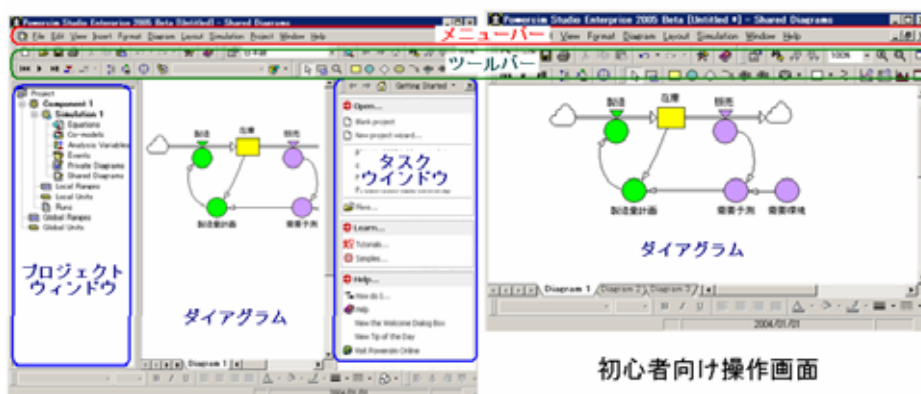 Powersim Studio Enterprise 2005 Beta [Untitled] - Shared Diagrams
File Edit View Insert Format Diagram Layout Simulation Project Window Help
メニューバー
ツールバー
Project
Component 1
Simulation 1
Equations
Co-models
Analysis Variables
Events
Private Diagrams
Shared Diagrams
Local Ranges
Local Units
Runs
Global Ranges
Global Units
プロジェクト
ウィンドウ
製造
在庫
販売
製造量計画
需要予測
ダイアグラム
Diagram 1
Getting Started
Open...
Blank project
New project wizard...
タスク
ウインドウ
More...
Learn...
Tutorials...
Samples...
Help...
How do I...
Help
View the Welcome Dialog Box
View Tip of the Day
Visit Powersim Online
2004/01/01
Powersim Studio Enterprise 2005 Beta [Untitled *] - Shared Diagrams
View Format Diagram Layout Simulation Window Help
100%
製造
在庫
販売
製造量計画
需要予測
需要環境
ダイアグラム
Diagram 1
Diagram 2
Diagram 3
2004/01/01
初心者向け操作画面